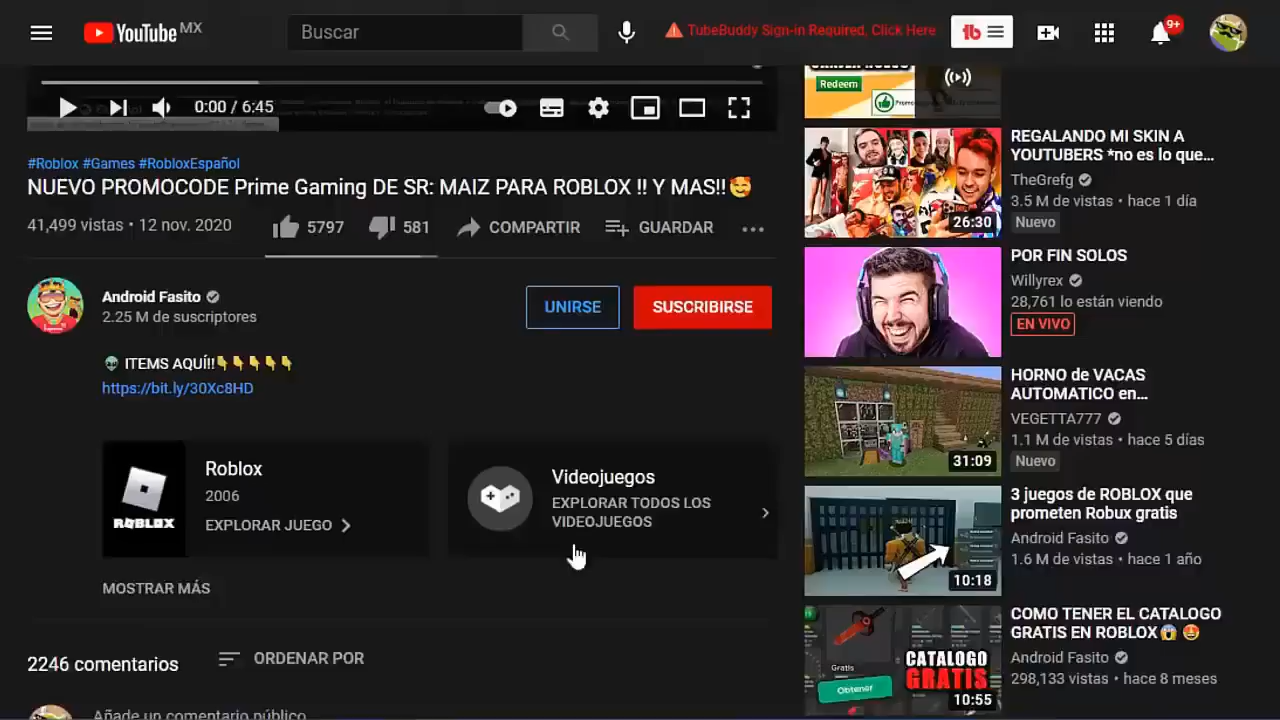 YouTube MX
Buscar
TubeBuddy Sign-in Required, Click Here
tb
9+
0:00 / 6:45
#Roblox #Games #RobloxEspañol
NUEVO PROMOCODE Prime Gaming DE SR: MAIZ PARA ROBLOX !! Y MAS!!🥰
41,499 vistas • 12 nov. 2020
5797
581
COMPARTIR
GUARDAR
Android Fasito
2.25 M de suscriptores
UNIRSE
SUSCRIBIRSE
👽 ITEMS AQUÍ!!👇👇👇👇👇
https://bit.ly/30Xc8HD
ROBLOX
Roblox
2006
EXPLORAR JUEGO
Videojuegos
EXPLORAR TODOS LOS
VIDEOJUEGOS
MOSTRAR MÁS
2246 comentarios
ORDENAR POR
Añade un comentario público
Redeem
26:30
REGALANDO MI SKIN A
YOUTUBERS *no es lo que...
TheGrefg
3.5 M de vistas • hace 1 día
Nuevo
POR FIN SOLOS
Willyrex
28,761 lo están viendo
EN VIVO
31:09
HORNO de VACAS
AUTOMATICO en...
VEGETTA777
1.1 M de vistas • hace 5 días
Nuevo
10:18
3 juegos de ROBLOX que
prometen Robux gratis
Android Fasito
1.6 M de vistas • hace 1 año
Gratis
Obtener
CATALOGO
GRATIS
10:55
COMO TENER EL CATALOGO
GRATIS EN ROBLOX😱🤩
Android Fasito
298,133 vistas • hace 8 meses